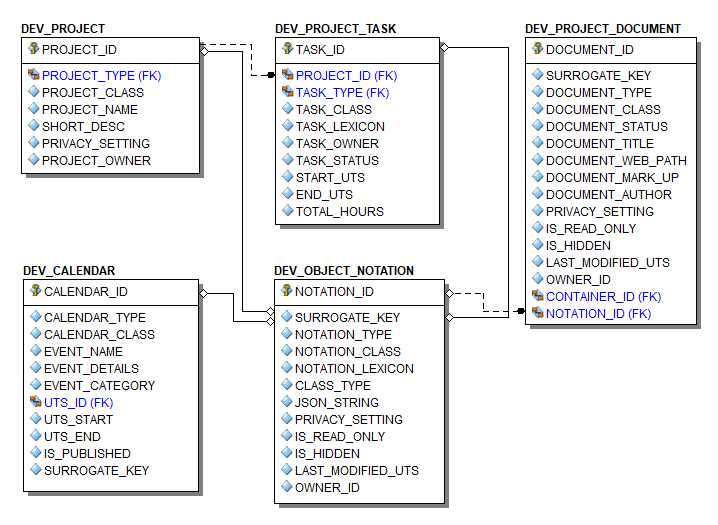 DEV_PROJECT
PROJECT_ID
PROJECT_TYPE (FK)
PROJECT_CLASS
PROJECT_NAME
SHORT_DESC
PRIVACY_SETTING
PROJECT_OWNER
DEV_PROJECT_TASK
TASK_ID
PROJECT_ID (FK)
TASK_TYPE (FK)
TASK_CLASS
TASK_LEXICON
TASK_OWNER
TASK_STATUS
START_UTS
END_UTS
TOTAL_HOURS
DEV_PROJECT_DOCUMENT
DOCUMENT_ID
SURROGATE_KEY
DOCUMENT_TYPE
DOCUMENT_CLASS
DOCUMENT_STATUS
DOCUMENT_TITLE
DOCUMENT_WEB_PATH
DOCUMENT_MARK_UP
DOCUMENT_AUTHOR
PRIVACY_SETTING
IS_READ_ONLY
IS_HIDDEN
LAST_MODIFIED_UTS
OWNER_ID
CONTAINER_ID (FK)
NOTATION_ID (FK)
DEV_CALENDAR
CALENDAR_ID
CALENDAR_TYPE
CALENDAR_CLASS
EVENT_NAME
EVENT_DETAILS
EVENT_CATEGORY
UTS_ID (FK)
UTS_START
UTS_END
IS_PUBLISHED
SURROGATE_KEY
DEV_OBJECT_NOTATION
NOTATION_ID
SURROGATE_KEY
NOTATION_TYPE
NOTATION_CLASS
NOTATION_LEXICON
CLASS_TYPE
JSON_STRING
PRIVACY_SETTING
IS_READ_ONLY
IS_HIDDEN
LAST_MODIFIED_UTS
OWNER_ID